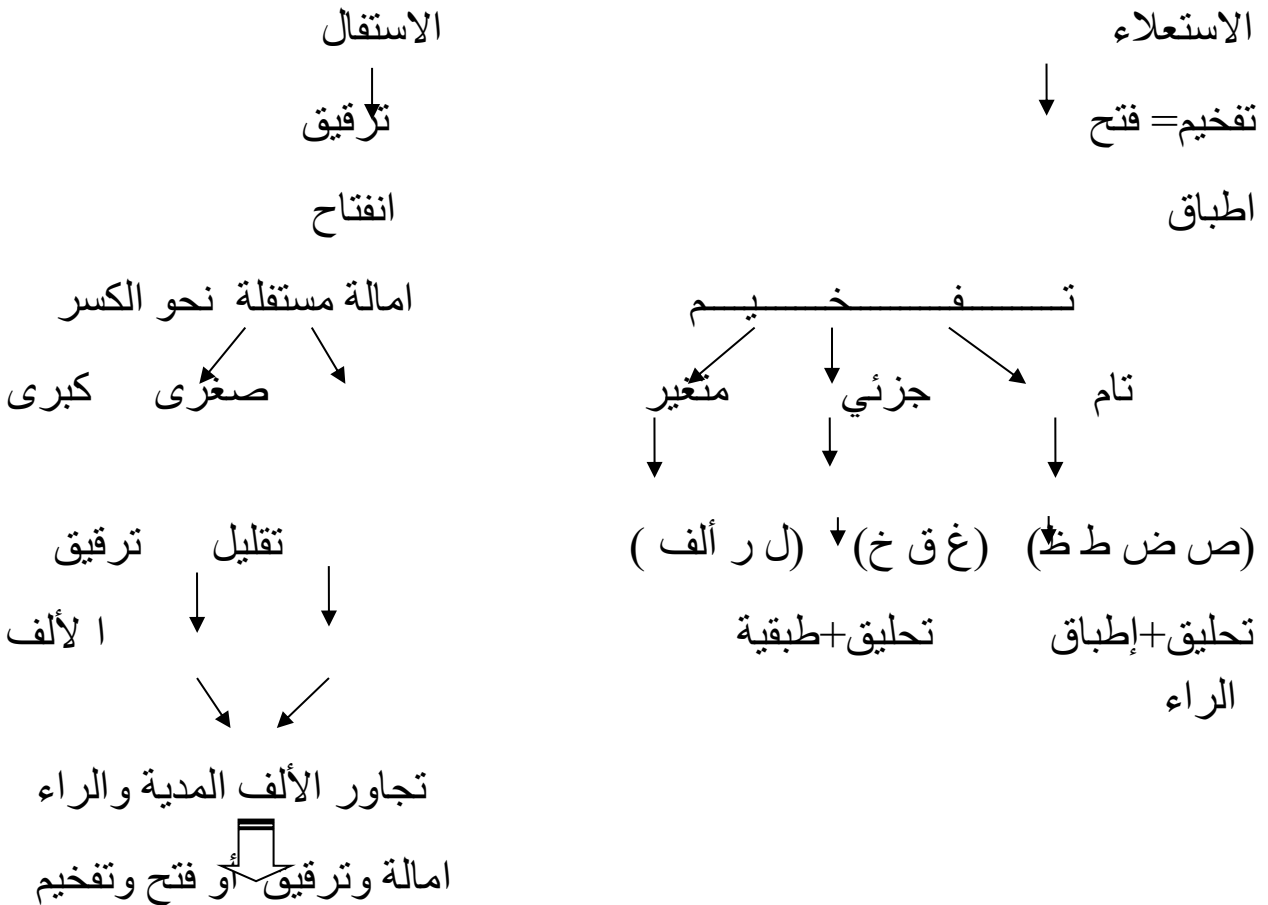 الاستعلاء الاستفال
تفخيم= فتح ترقيق
اطباق انفتاح
تـــــفـــــخـــــيـــــم امالة مستفلة نحو الكسر
تام جزئي متغير صغرى كبرى
(ص ض ط ظ) (غ ق خ) (ل ر ألف ) تقليل ترقيق
تحليق+إطباق تحليق+طبقية ا لألف
الراء
تجاور الألف المدية والراء
امالة وترقيق أو فتح وتفخيم